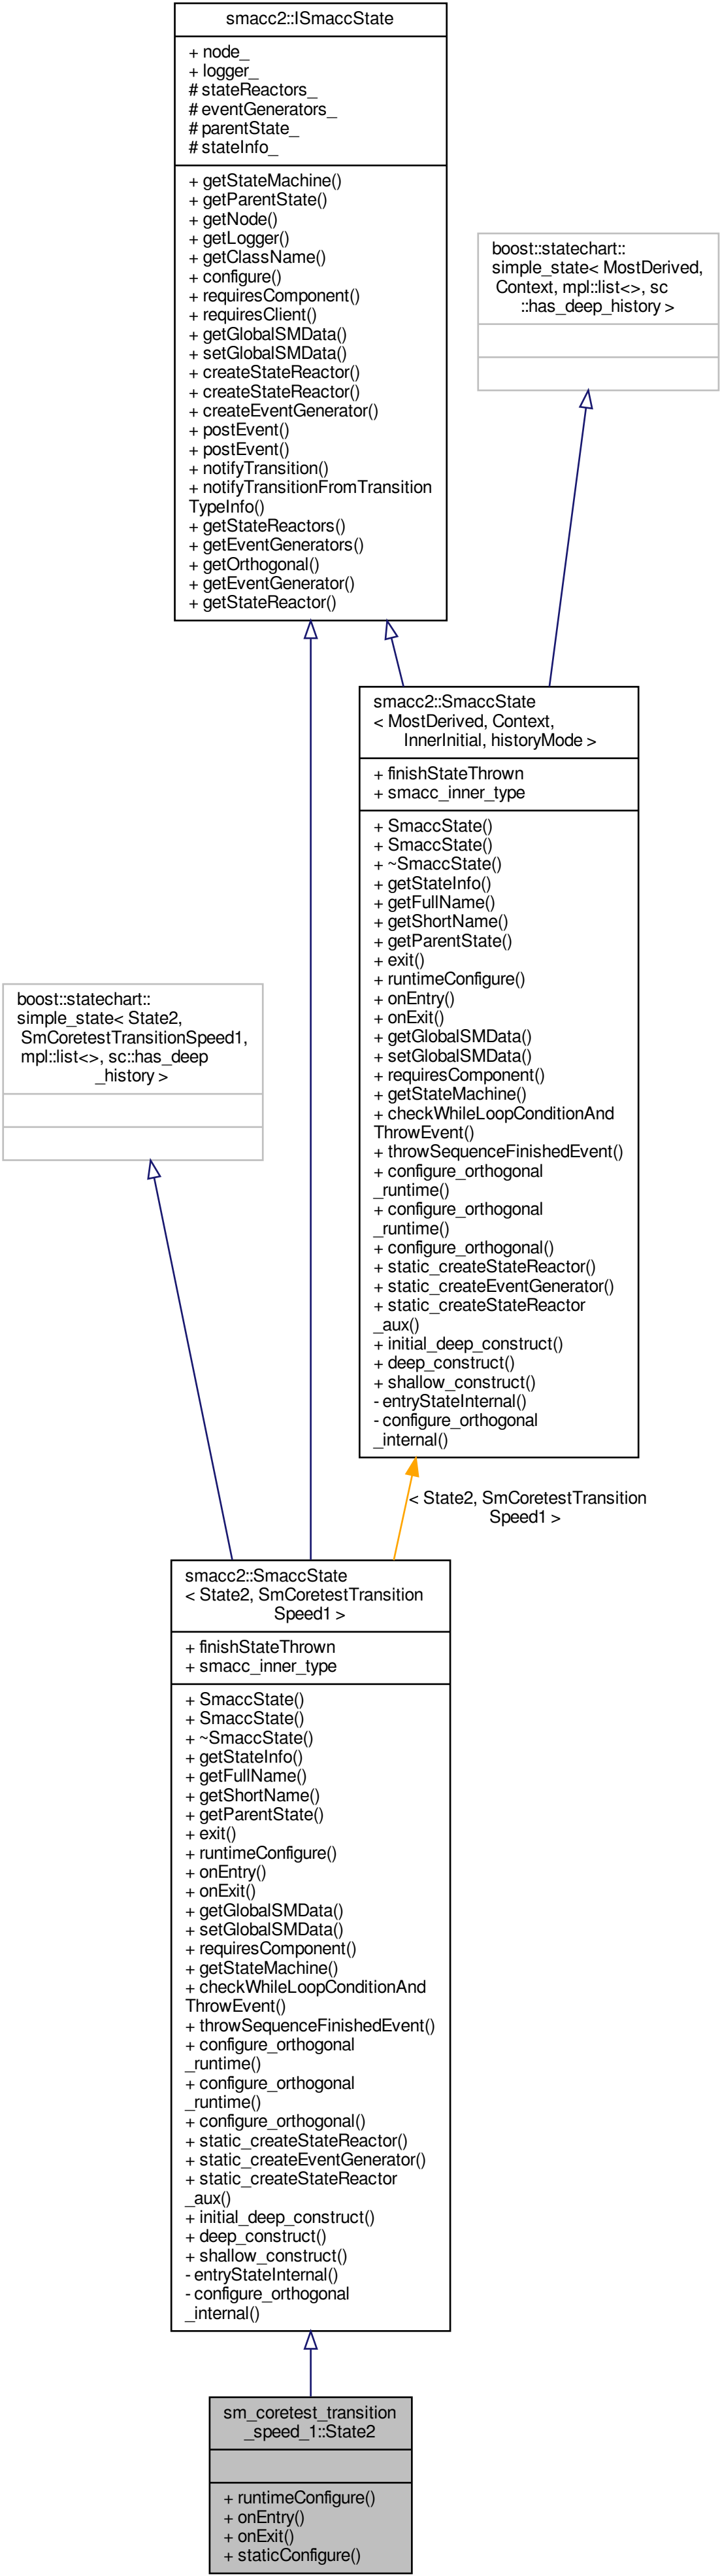 smacc2::ISmaccState
+ node_
+ logger_
# stateReactors_
# eventGenerators_
# parentState_
# stateInfo_
+ getStateMachine()
+ getParentState()
+ getNode()
+ getLogger()
+ getClassName()
+ configure()
+ requiresComponent()
+ requiresClient()
+ getGlobalSMData()
+ setGlobalSMData()
+ createStateReactor()
+ createStateReactor()
+ createEventGenerator()
+ postEvent()
+ postEvent()
+ notifyTransition()
+ notifyTransitionFromTransition
TypeInfo()
+ getStateReactors()
+ getEventGenerators()
+ getOrthogonal()
+ getEventGenerator()
+ getStateReactor()
boost::statechart::
simple_state< MostDerived,
Context, mpl::list<>, sc
::has_deep_history >
smacc2::SmaccState
< MostDerived, Context,
InnerInitial, historyMode >
+ finishStateThrown
+ smacc_inner_type
+ SmaccState()
+ SmaccState()
+ ~SmaccState()
+ getStateInfo()
+ getFullName()
+ getShortName()
+ getParentState()
+ exit()
+ runtimeConfigure()
+ onEntry()
+ onExit()
+ getGlobalSMData()
+ setGlobalSMData()
+ requiresComponent()
+ getStateMachine()
+ checkWhileLoopConditionAnd
ThrowEvent()
+ throwSequenceFinishedEvent()
+ configure_orthogonal
_runtime()
+ configure_orthogonal
_runtime()
+ configure_orthogonal()
+ static_createStateReactor()
+ static_createEventGenerator()
+ static_createStateReactor
_aux()
+ initial_deep_construct()
+ deep_construct()
+ shallow_construct()
- entryStateInternal()
- configure_orthogonal
_internal()
boost::statechart::
simple_state< State2,
SmCoretestTransitionSpeed1,
mpl::list<>, sc::has_deep
_history >
< State2, SmCoretestTransition
Speed1 >
smacc2::SmaccState
< State2, SmCoretestTransition
Speed1 >
+ finishStateThrown
+ smacc_inner_type
+ SmaccState()
+ SmaccState()
+ ~SmaccState()
+ getStateInfo()
+ getFullName()
+ getShortName()
+ getParentState()
+ exit()
+ runtimeConfigure()
+ onEntry()
+ onExit()
+ getGlobalSMData()
+ setGlobalSMData()
+ requiresComponent()
+ getStateMachine()
+ checkWhileLoopConditionAnd
ThrowEvent()
+ throwSequenceFinishedEvent()
+ configure_orthogonal
_runtime()
+ configure_orthogonal
_runtime()
+ configure_orthogonal()
+ static_createStateReactor()
+ static_createEventGenerator()
+ static_createStateReactor
_aux()
+ initial_deep_construct()
+ deep_construct()
+ shallow_construct()
- entryStateInternal()
- configure_orthogonal
_internal()
sm_coretest_transition
_speed_1::State2
+ runtimeConfigure()
+ onEntry()
+ onExit()
+ staticConfigure()